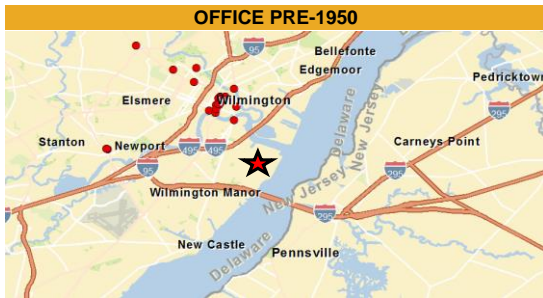 OFFICE PRE-1950
95
Bellefonte
Edgemoor
Pedricktown
Elsmere
Wilmington
295
Delaware
New Jersey
Stanton
Newport
495
495
Carneys Point
95
295
Wilmington Manor
New Jersey
295
New Castle
Delaware
Pennsville